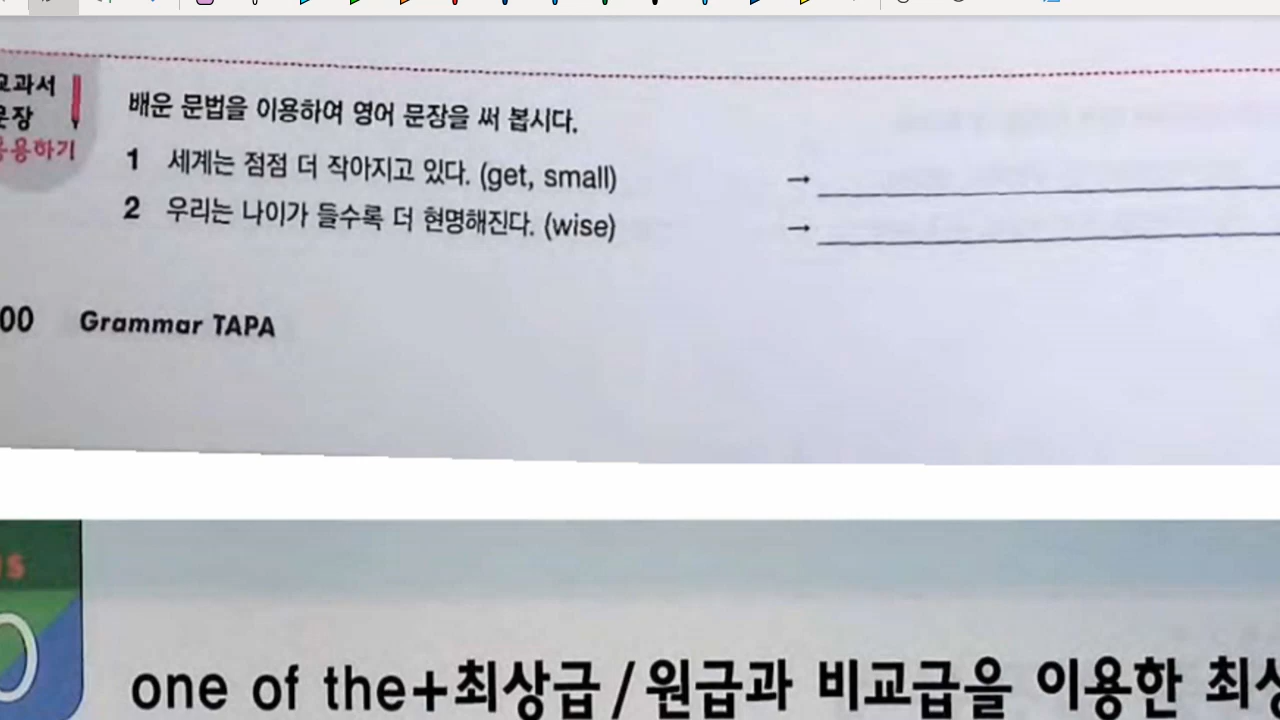 교과서
문장
응용하기
배운 문법을 이용하여 영어 문장을 써 봅시다.
1 세계는 점점 더 작아지고 있다. (get, small) →
2 우리는 나이가 들수록 더 현명해진다. (wise) →
00 Grammar TAPA
one of the+최상급/원급과 비교급을 이용한